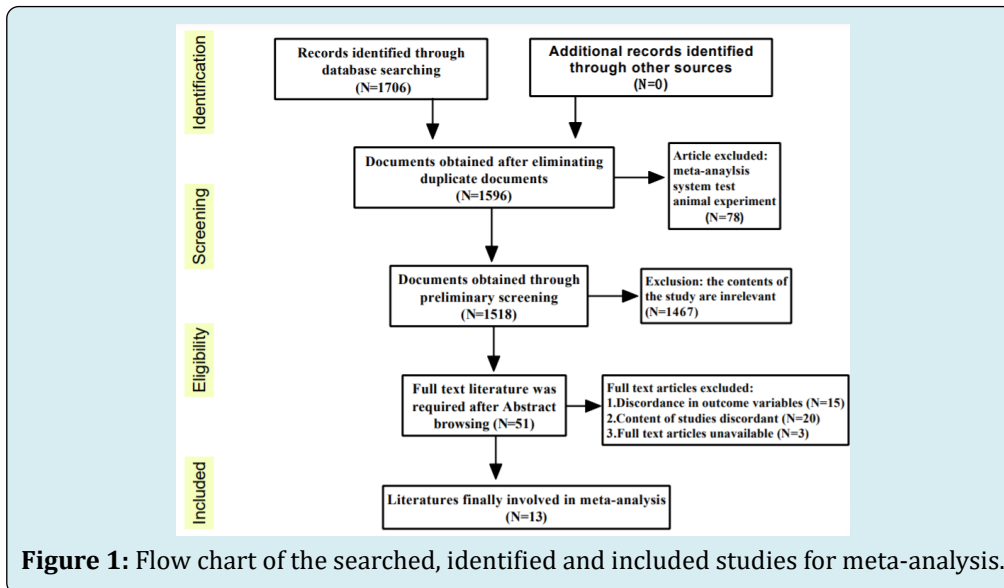 Identification
Records identified through
database searching
(N=1706)
Additional records identified
through other sources
(N=0)
Documents obtained after eliminating
duplicate documents
(N=1596)
Article excluded:
meta-anaylsis
system test
animal experiment
(N=78)
Screening
Documents obtained through
preliminary screening
(N=1518)
Exclusion: the contents of
the study are inrelevant
(N=1467)
Eligibility
Full text literature was
required after Abstract
browsing (N=51)
Full text articles excluded:
1.Discordance in outcome variables (N=15)
2.Content of studies discordant (N=20)
3.Full text articles unavailable (N=3)
Included
Literatures finally involved in meta-analysis
(N=13)
Figure 1: Flow chart of the searched, identified and included studies for meta-analysis.